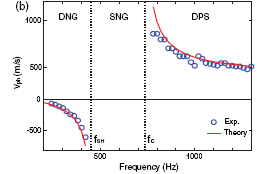 (b)
DNG SNG DPS
1000
500
0
-500
V_ph (m/s)
f_SH
f_C
Exp.
Theory
500 1000
Frequency (Hz)